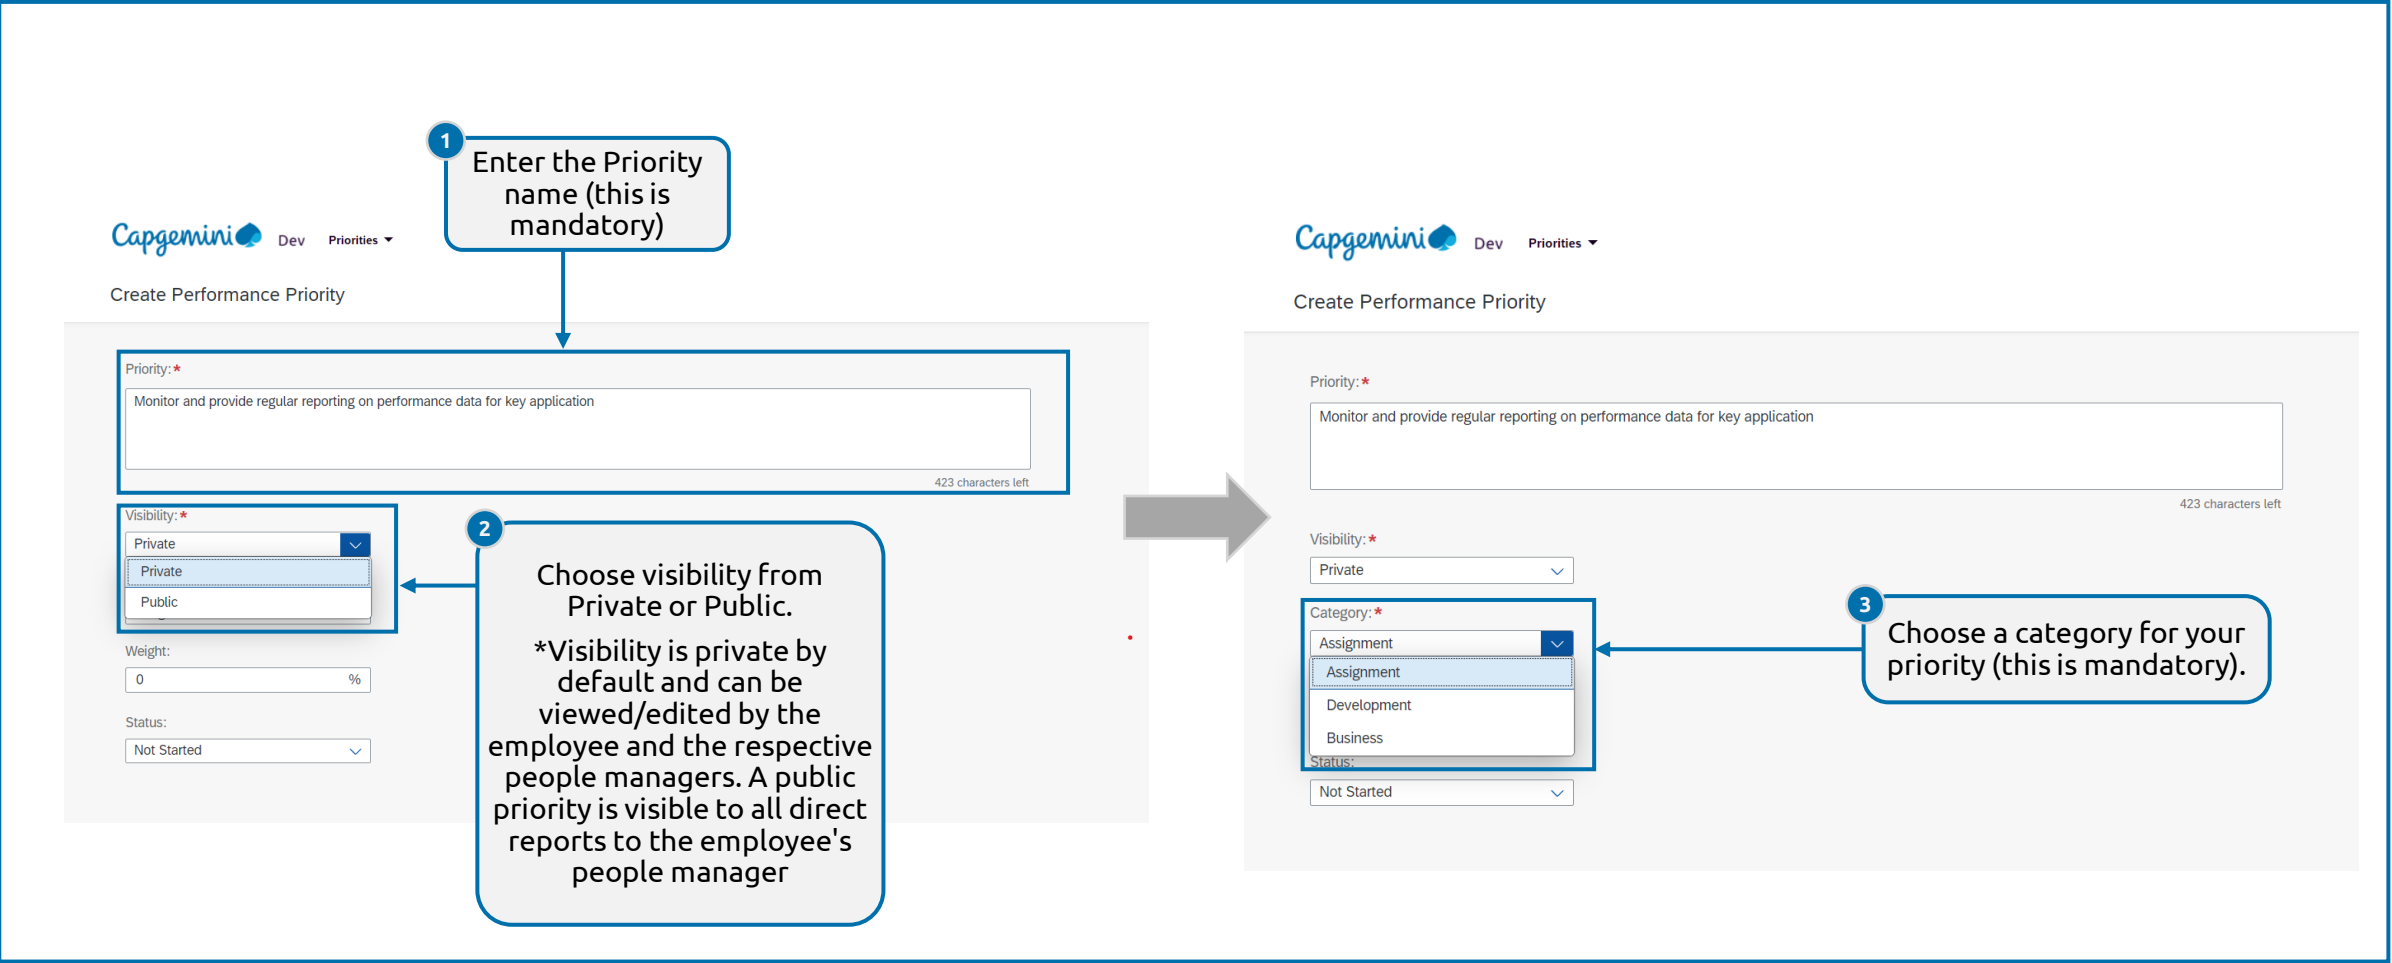 1
Enter the Priority
name (this is
mandatory)
Capgemini Dev Priorities
Create Performance Priority
Priority:*
Monitor and provide regular reporting on performance data for key application
423 characters left
Visibility:*
Private
Private
Public
Weight:
0 %
Status:
Not Started
2
Choose visibility from
Private or Public.
*Visibility is private by
default and can be
viewed/edited by the
employee and the respective
people managers. A public
priority is visible to all direct
reports to the employee's
people manager
Capgemini Dev Priorities
Create Performance Priority
Priority:*
Monitor and provide regular reporting on performance data for key application
423 characters left
Visibility:*
Private
Category:*
Assignment
Assignment
Development
Business
Status:
Not Started
3
Choose a category for your
priority (this is mandatory).